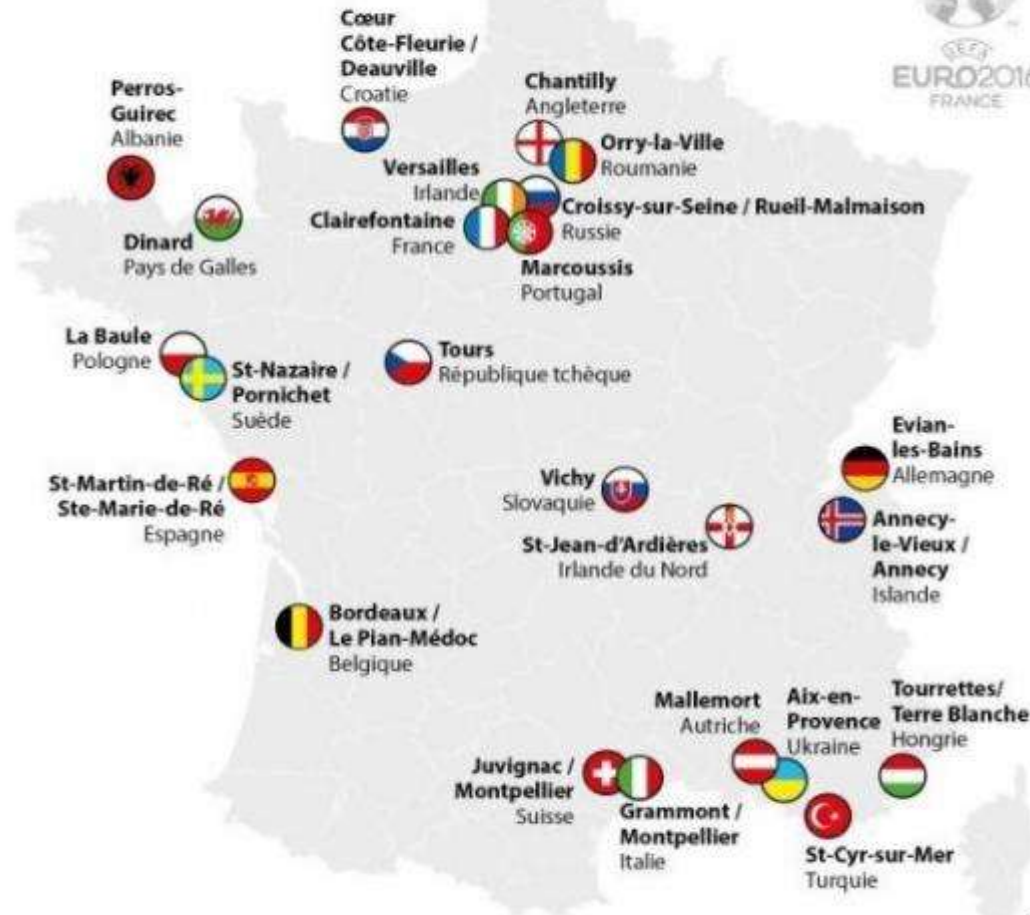 Cœur
Côte-Fleurie /
Deauville
Croatie
UEFA
EURO2016
FRANCE
Perros-
Guirec
Albanie
Chantilly
Angleterre
Orry-la-Ville
Roumanie
Versailles
Irlande
Croissy-sur-Seine / Rueil-Malmaison
Russie
Clairefontaine
France
Dinard
Pays de Galles
Marcoussis
Portugal
La Baule
Pologne
St-Nazaire /
Pornichet
Suède
Tours
République tchèque
Evian-
les-Bains
Allemagne
St-Martin-de-Ré /
Ste-Marie-de-Ré
Espagne
Vichy
Slovaquie
St-Jean-d'Ardières
Irlande du Nord
Annecy-
le-Vieux /
Annecy
Islande
Bordeaux /
Le Pian-Médoc
Belgique
Mallemort
Autriche
Aix-en-
Provence
Ukraine
Tourrettes/
Terre Blanche
Hongrie
Juvignac /
Montpellier
Suisse
Grammont /
Montpellier
Italie
St-Cyr-sur-Mer
Turquie